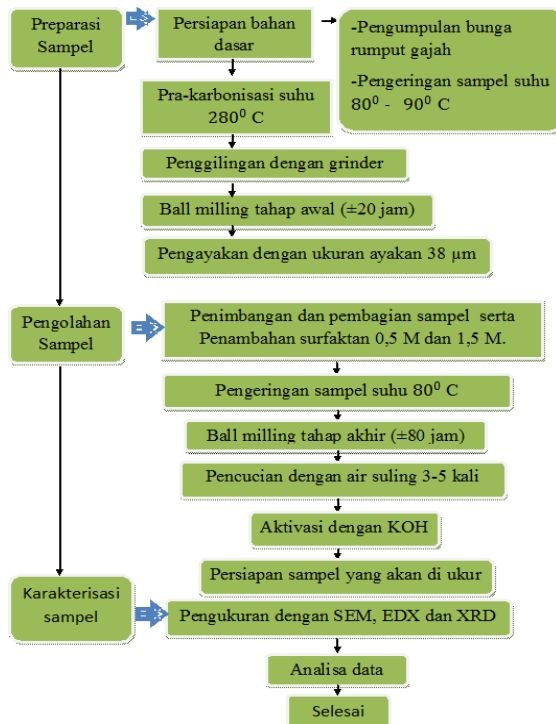 Preparasi
Sampel
Persiapan bahan
dasar
-Pengumpulan bunga
rumput gajah
-Pengeringan sampel suhu
80⁰ - 90⁰ C
Pra-karbonisasi suhu
280⁰ C
Penggilingan dengan grinder
Ball milling tahap awal (±20 jam)
Pengayakan dengan ukuran ayakan 38 µm
Pengolahan
Sampel
Penimbangan dan pembagian sampel serta
Penambahan surfaktan 0,5 M dan 1,5 M.
Pengeringan sampel suhu 80⁰ C
Ball milling tahap akhir (±80 jam)
Pencucian dengan air suling 3-5 kali
Aktivasi dengan KOH
Persiapan sampel yang akan di ukur
Karakterisasi
sampel
Pengukuran dengan SEM, EDX dan XRD
Analisa data
Selesai